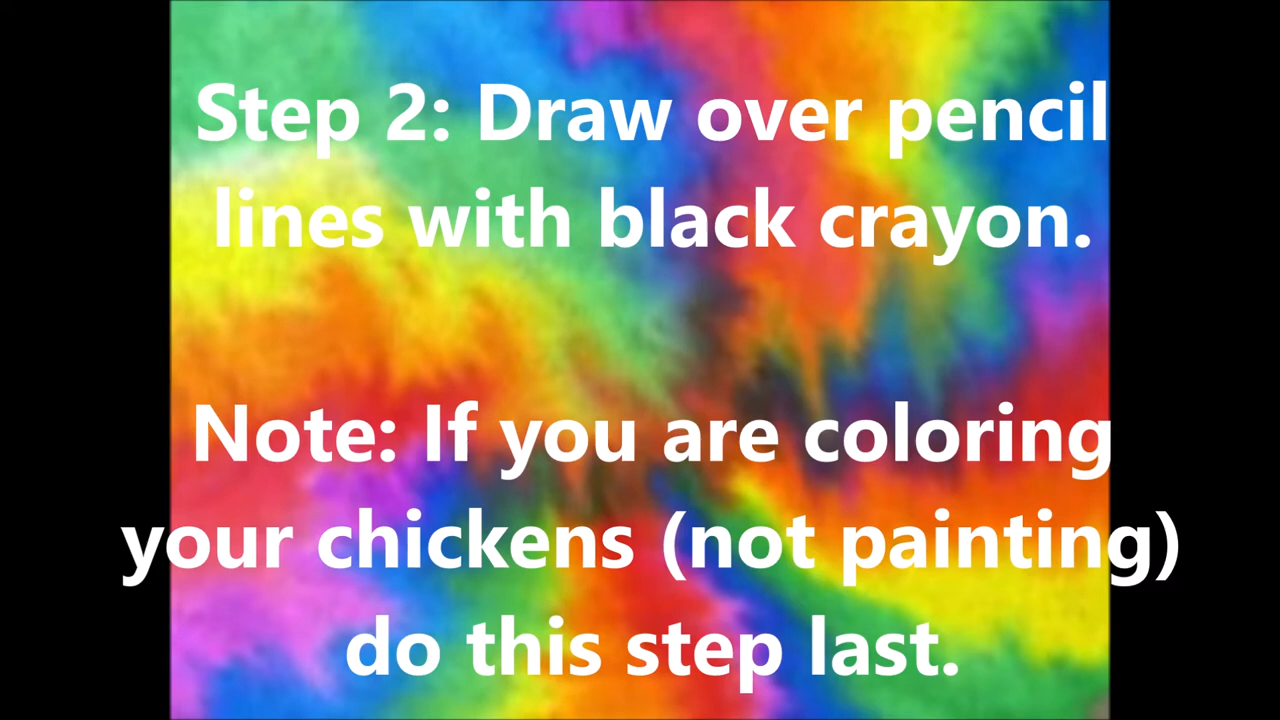 Step 2: Draw over pencil
lines with black crayon.
Note: If you are coloring
your chickens (not painting)
do this step last.